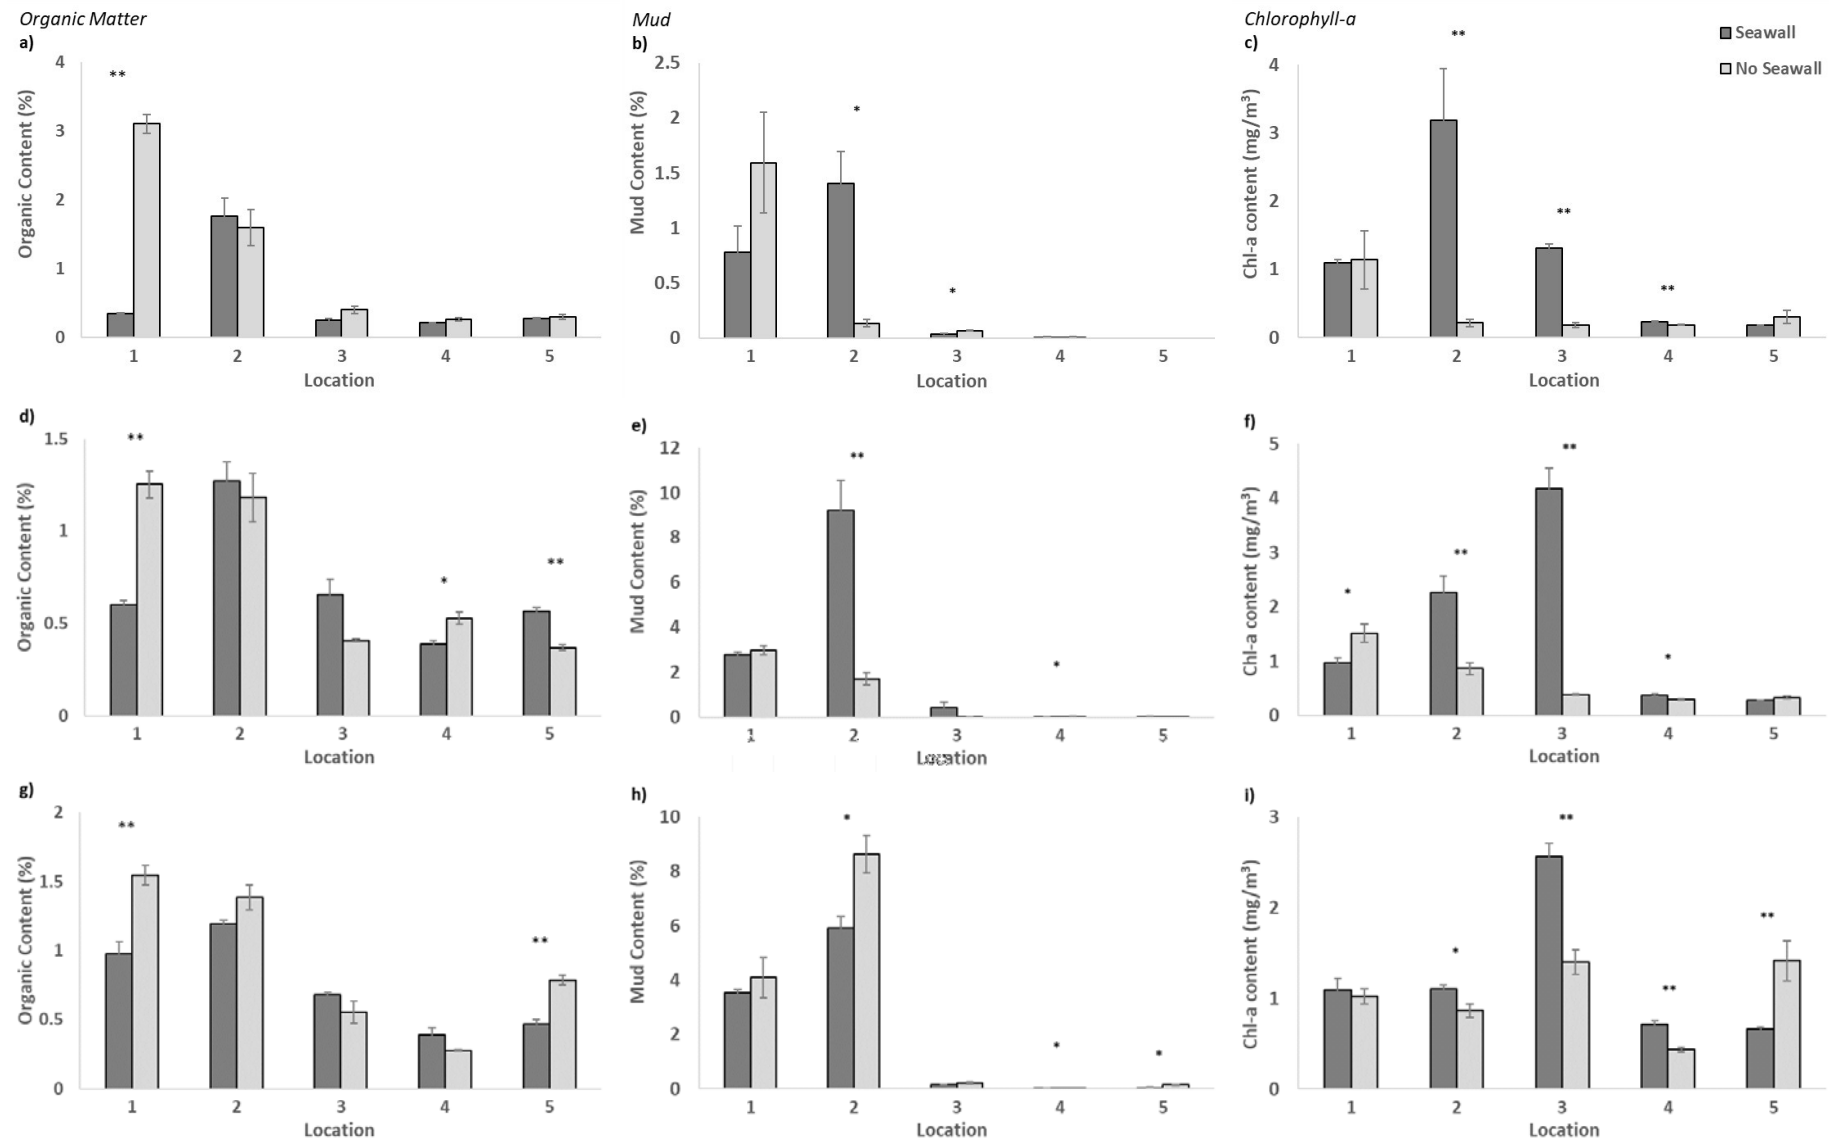 Organic Matter
Mud
Chlorophyll-a
Seawall
No Seawall
a)
**
Organic Content (%)
4
3
2
1
0
1 2 3 4 5
Location
b)
*
*
Mud Content (%)
2.5
2
1.5
1
0.5
0
1 2 3 4 5
Location
c)
**
**
**
Chl-a content (mg/m³)
4
3
2
1
0
1 2 3 4 5
Location
d)
**
*
**
Organic Content (%)
1.5
1
0.5
0
1 2 3 4 5
Location
e)
**
*
Mud Content (%)
12
10
8
6
4
2
0
1 2 3 4 5
Location
f)
*
**
**
*
Chl-a content (mg/m³)
5
4
3
2
1
0
1 2 3 4 5
Location
g)
**
**
Organic Content (%)
2
1.5
1
0.5
0
1 2 3 4 5
Location
h)
*
*
*
Mud Content (%)
10
8
6
4
2
0
1 2 3 4 5
Location
i)
*
**
**
**
Chl-a content (mg/m³)
3
2
1
0
1 2 3 4 5
Location